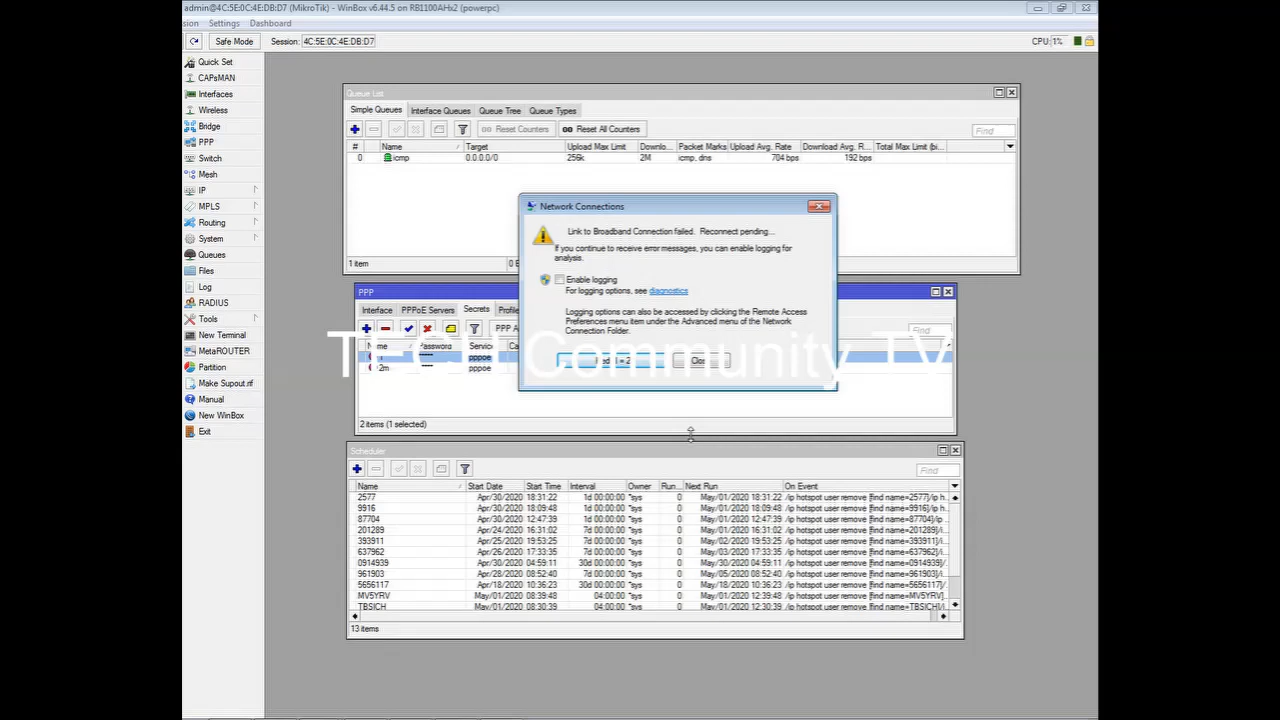 admin@4C:5E:0C:4E:DB:D7 (MikroTik) - WinBox v6.44.5 on RB1100AHx2 (powerpc)
Settings Dashboard
Safe Mode Session: 4C:5E:0C:4E:DB:D7 CPU: 1%
Quick Set
CAPsMAN
Interfaces
Wireless
Bridge
PPP
Switch
Mesh
IP
MPLS
Routing
System
Queues
Files
Log
RADIUS
Tools
New Terminal
MetaROUTER
Partition
Make Supout.rif
Manual
New WinBox
Exit
Queue List
Simple Queues Interface Queues Queue Tree Queue Types
Reset Counters 00 Reset All Counters Find
# Name Target Upload Max Limit Downlo... Packet Marks Upload Avg. Rate Download Avg. R... Total Max Limit (bi...
0 icmp 0.0.0.0/0 256k 2M icmp, dns 704 bps 192 bps
1 item
Network Connections
Link to Broadband Connection failed. Reconnect pending...
If you continue to receive error messages, you can enable logging for
analysis.
Enable logging
For logging options, see diagnostics
Logging options can also be accessed by clicking the Remote Access
Preferences menu item under the Advanced menu of the Network
Connection Folder.
PPP
Interface PPPoE Servers Secrets
Find
Name Password
pppoe
2m **** pppoe
2 items (1 selected)
TECH Community TV
Scheduler
Find
Name Start Date Start Time Interval Owner Run... Next Run On Event
2577 Apr/30/2020 18:31:22 1d 00:00:00 *sys 0 May/01/2020 18:31:22 /ip hotspot user remove [find name=2577]/ip h...
9916 Apr/30/2020 18:09:48 1d 00:00:00 *sys 0 May/01/2020 18:09:48 /ip hotspot user remove [find name=9916]/ip h...
87704 Apr/30/2020 12:47:39 1d 00:00:00 *sys 0 May/01/2020 12:47:39 /ip hotspot user remove [find name=87704]/ip...
201289 Apr/24/2020 16:31:02 7d 00:00:00 *sys 0 May/01/2020 16:31:02 /ip hotspot user remove [find name=201289]/i...
393911 Apr/25/2020 19:53:25 7d 00:00:00 *sys 0 May/02/2020 19:53:25 /ip hotspot user remove [find name=393911]/i...
637962 Apr/26/2020 17:33:35 7d 00:00:00 *sys 0 May/03/2020 17:33:35 /ip hotspot user remove [find name=637962]/i...
0914939 Apr/30/2020 04:59:11 30d 00:00:00 *sys 0 May/30/2020 04:59:11 /ip hotspot user remove [find name=0914939]/...
961903 Apr/28/2020 08:52:40 7d 00:00:00 *sys 0 May/05/2020 08:52:40 /ip hotspot user remove [find name=961903]/i...
5656117 Apr/18/2020 10:36:23 30d 00:00:00 *sys 0 May/18/2020 10:36:23 /ip hotspot user remove [find name=5656117]/...
MV5YRV May/01/2020 08:39:48 04:00:00 *sys 0 May/01/2020 12:39:48 /ip hotspot user remove [find name=MV5YRV]...
TBSICH May/01/2020 08:30:39 04:00:00 *sys 0 May/01/2020 12:30:39 /ip hotspot user remove [find name=TBSICH]/i...
13 items